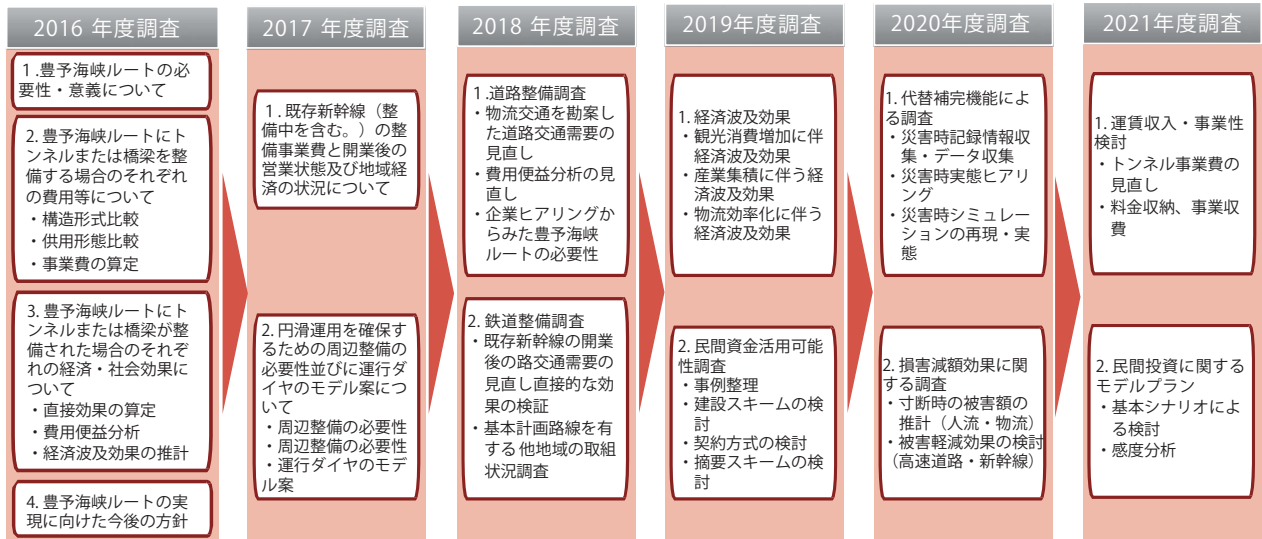 2016 年度調査
1.豊予海峡ルートの必
要性・意義について
2. 豊予海峡ルートにト
ンネルまたは橋梁を整
備する場合のそれぞれ
の費用等について
・構造形式比較
・供用形態比較
・事業費の算定
3. 豊予海峡ルートにト
ンネルまたは橋梁が整
備された場合のそれぞ
れの経済・社会効果に
ついて
・直接効果の算定
・費用便益分析
・経済波及効果の推計
4. 豊予海峡ルートの実
現に向けた今後の方針
2017 年度調査
1. 既存新幹線（整
備中を含む。）の整
備事業費と開業後の
営業状態及び地域経
済の状況について
2. 円滑運用を確保す
るための周辺整備の
必要性並びに運行ダ
イヤのモデル案につ
いて
・周辺整備の必要性
・周辺整備の必要性
・運行ダイヤのモデ
ル案
2018 年度調査
1.道路整備調査
・物流交通を勘案し
た道路交通需要の
見直し
・費用便益分析の見
直し
・企業ヒアリングか
らみた豊予海峡
ルートの必要性
2. 鉄道整備調査
・既存新幹線の開業
後の路交通需要の
見直し直接的な効
果の検証
・基本計画路線を有
する他地域の取組
状況調査
2019年度調査
1. 経済波及効果
・観光消費増加に伴
経済波及効果
・産業集積に伴う経
済波及効果
・物流効率化に伴う
経済波及効果
2. 民間資金活用可能
性調査
・事例整理
・建設スキームの検
討
・契約方式の検討
・摘要スキームの検
討
2020年度調査
1. 代替補完機能によ
る調査
・災害時記録情報収
集・データ収集
・災害時実態ヒアリ
ング
・災害時シミュレー
ションの再現・実
態
2. 損害減額効果に関
する調査
・寸断時の被害額の
推計（人流・物流）
・被害軽減効果の検討
（高速道路・新幹線）
2021年度調査
1. 運賃収入・事業性
検討
・トンネル事業費の
見直し
・料金収納、事業収
費
2. 民間投資に関する
モデルプラン
・基本シナリオによ
る検討
・感度分析